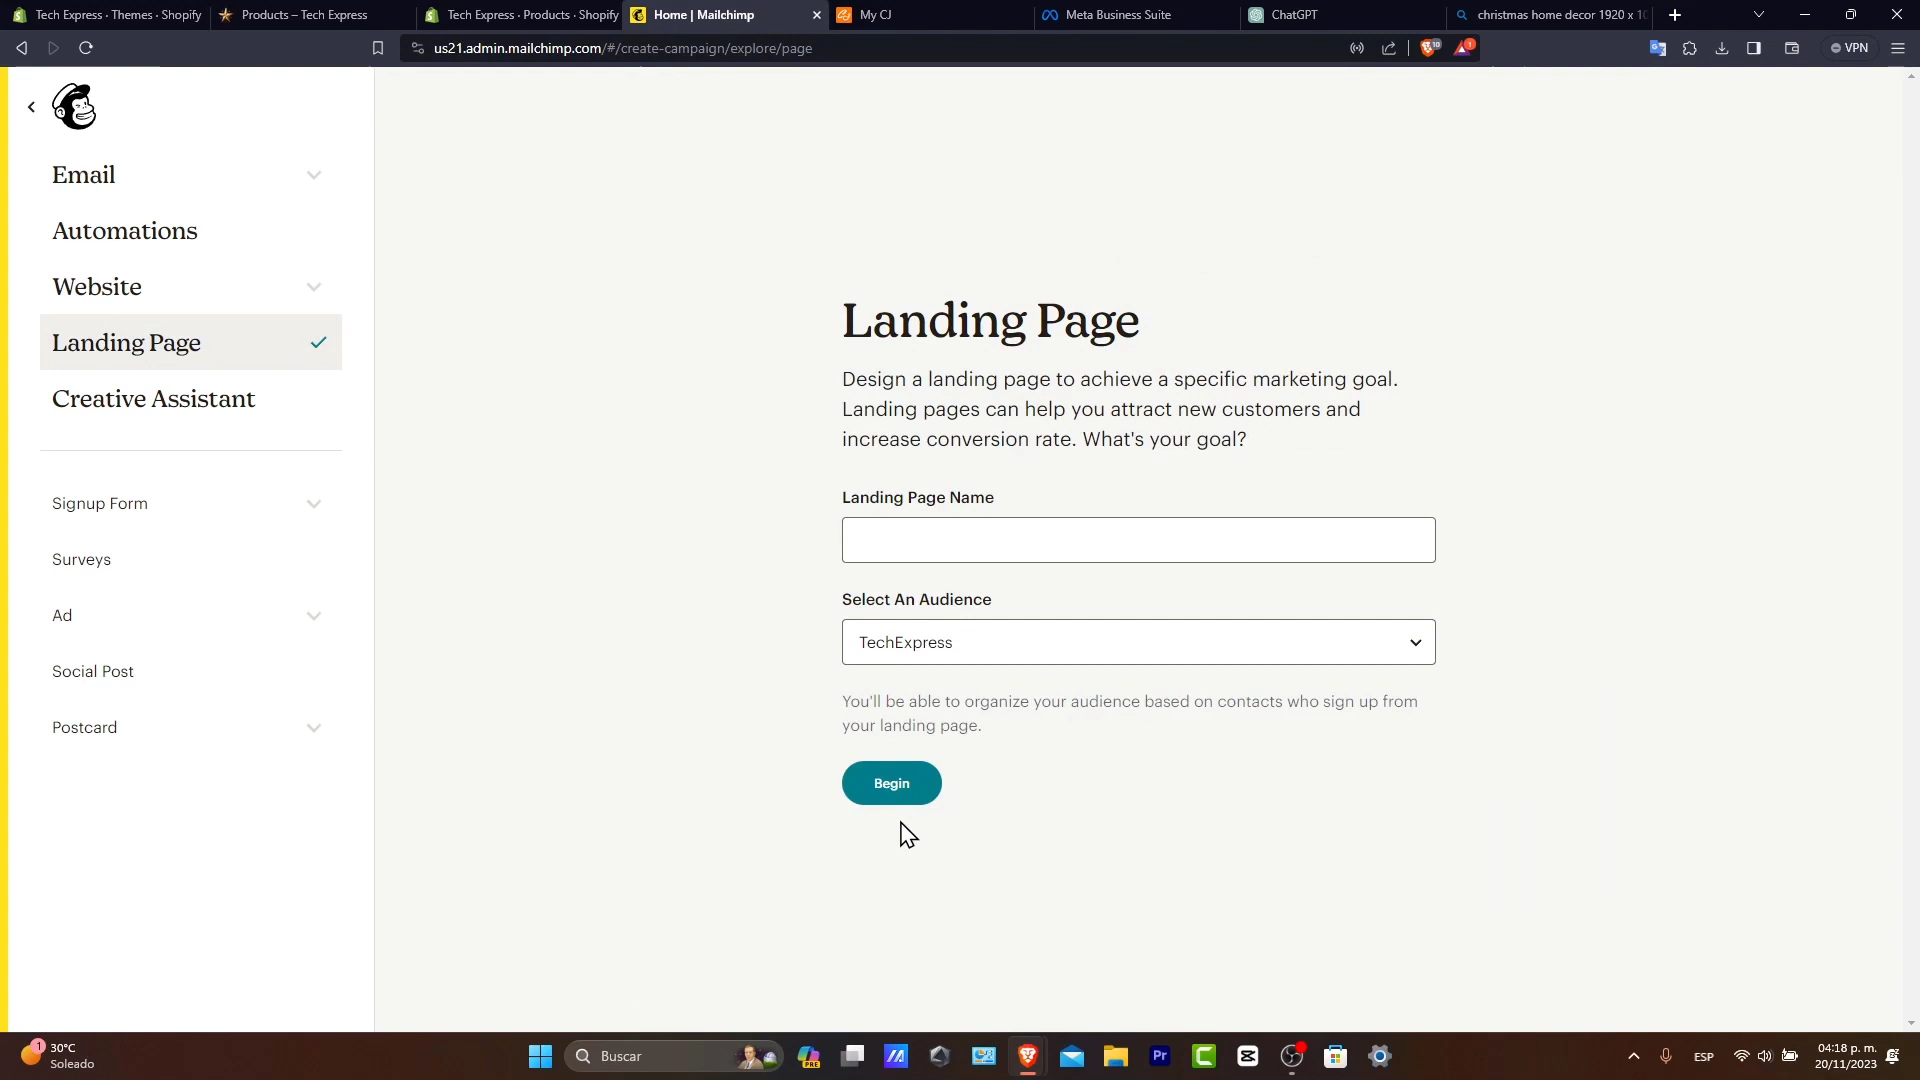 Tech Express · Themes · Shopify
Products – Tech Express
Tech Express · Products · Shopify
Home | Mailchimp
My CJ
Meta Business Suite
ChatGPT
christmas home decor 1920 x 10
us21.admin.mailchimp.com/#/create-campaign/explore/page
10
1
VPN
Email
Automations
Website
Landing Page
Creative Assistant
Signup Form
Surveys
Ad
Social Post
Postcard
Landing Page
Design a landing page to achieve a specific marketing goal.
Landing pages can help you attract new customers and
increase conversion rate. What's your goal?
Landing Page Name
Select An Audience
TechExpress
You'll be able to organize your audience based on contacts who sign up from
your landing page.
Begin
1
30°C
Soleado
Buscar
PRE
Pr
ESP
04:18 p. m.
20/11/2023